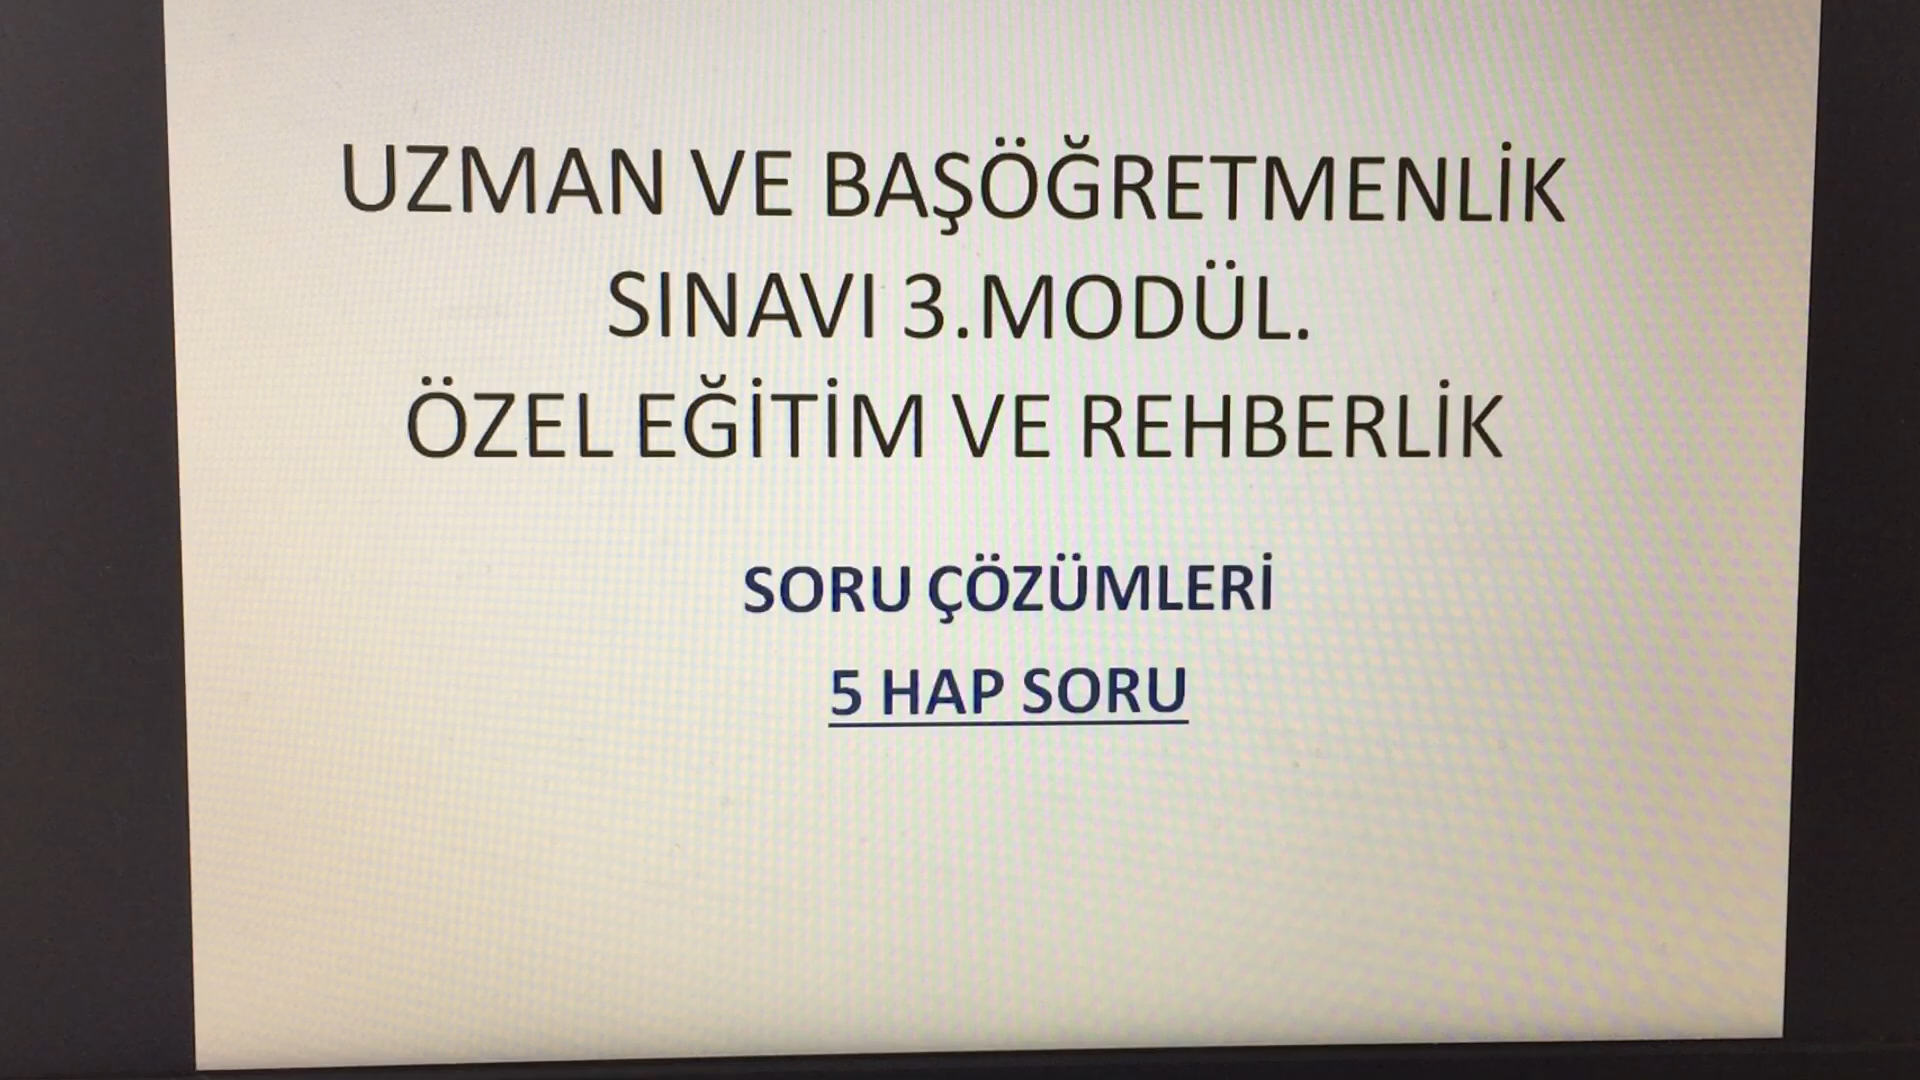 UZMAN VE BAŞÖĞRETMENLİK
SINAVI 3.MODÜL.
ÖZEL EĞİTİM VE REHBERLİK
SORU ÇÖZÜMLERİ
5 HAP SORU